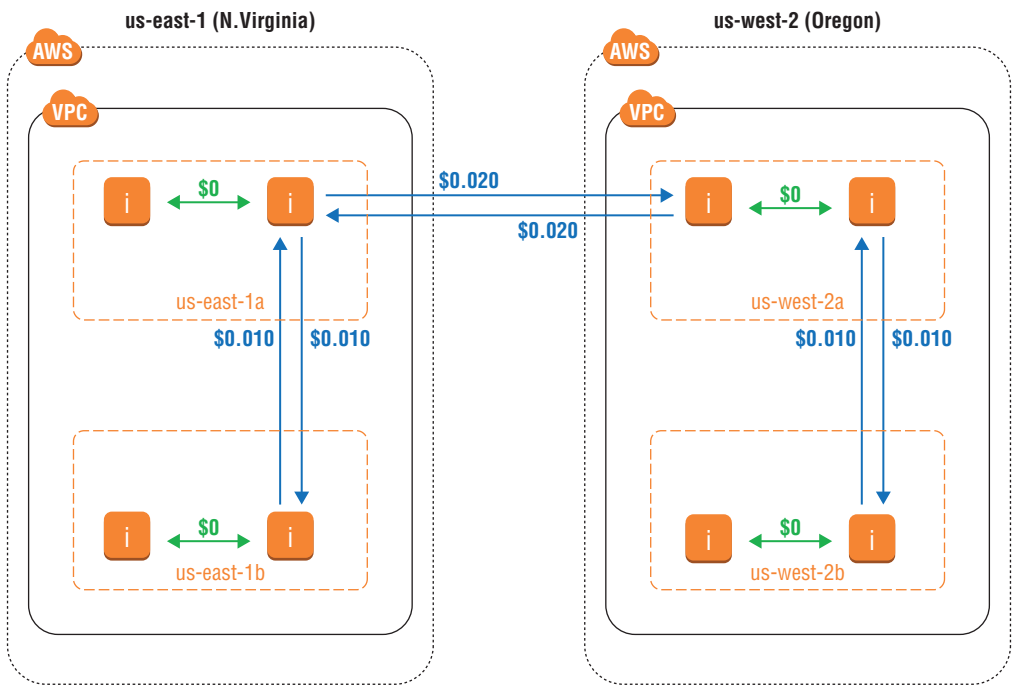 us-east-1 (N.Virginia)
us-west-2 (Oregon)
AWS
AWS
VPC
VPC
i
$0
i
$0.020
$0.020
i
$0
i
us-east-1a
us-west-2a
$0.010
$0.010
$0.010
$0.010
i
$0
i
i
$0
i
us-east-1b
us-west-2b